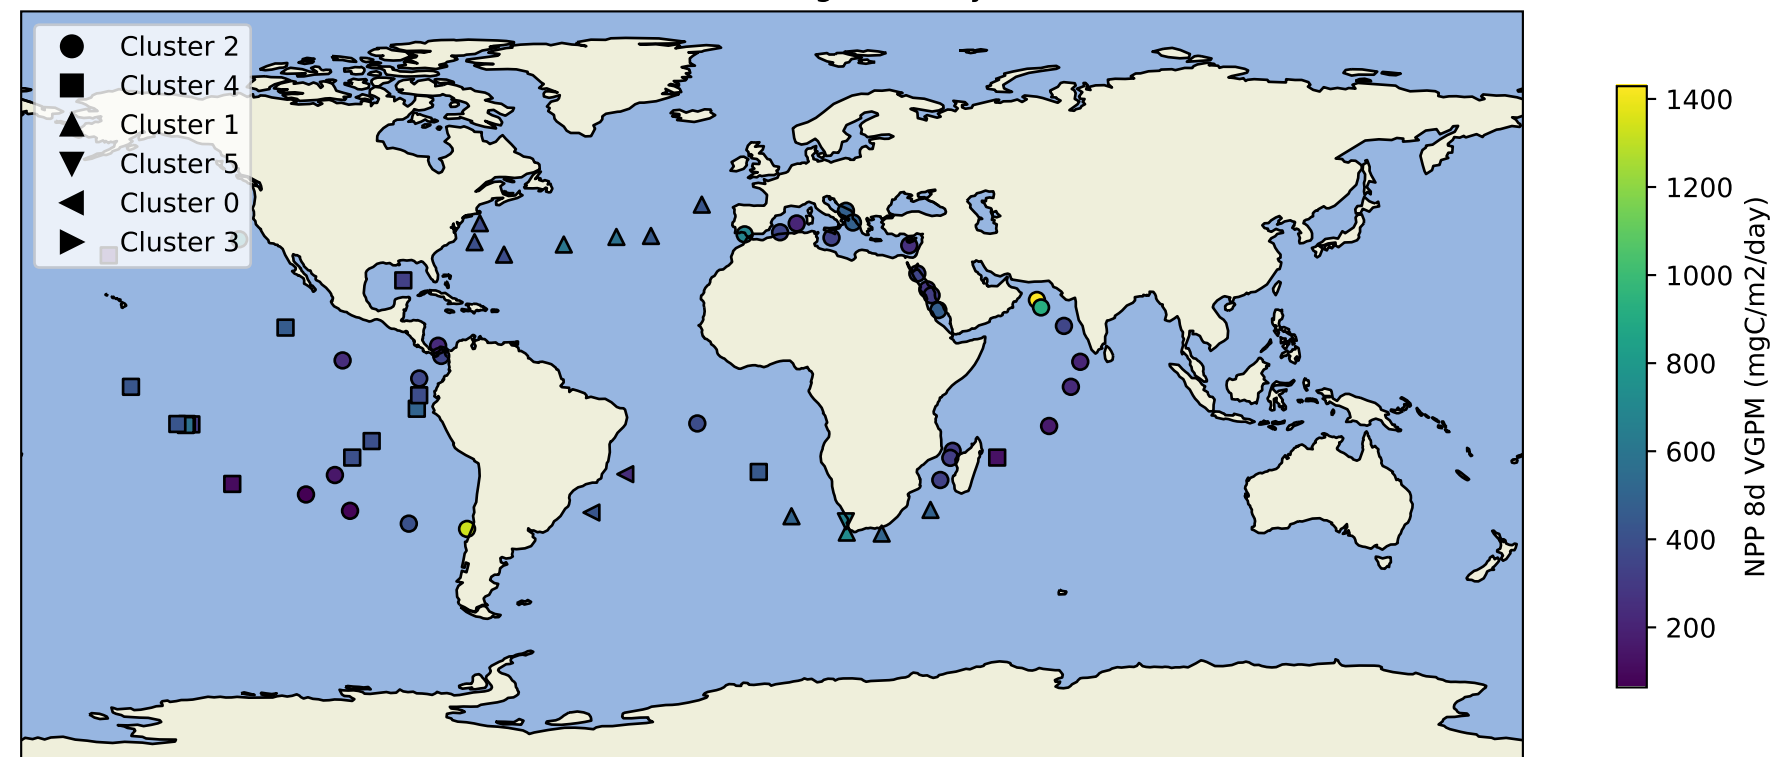 Cluster 2
Cluster 4
Cluster 1
Cluster 5
Cluster 0
Cluster 3
1400
1200
1000
800
600
400
200
NPP 8d VGPM (mgC/m2/day)